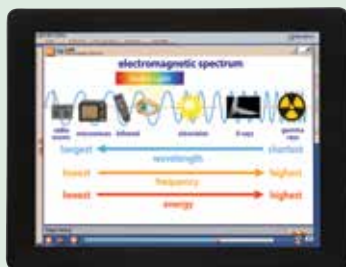 electromagnetic spectrum
radio waves
microwaves
infrared
ultraviolet
X-rays
gamma rays
longest
shortest
wavelength
lowest
highest
frequency
lowest
highest
energy